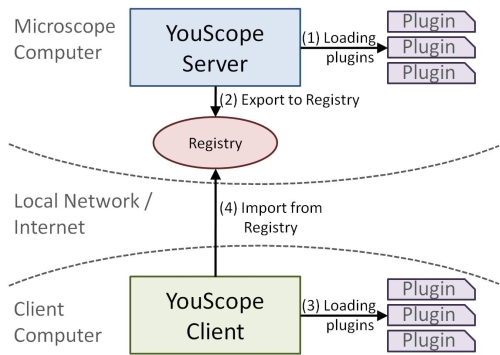 Microscope
Computer
YouScope
Server
(1) Loading
plugins
Plugin
Plugin
Plugin
(2) Export to Registry
Registry
Local Network /
Internet
(4) Import from
Registry
Client
Computer
YouScope
Client
(3) Loading
plugins
Plugin
Plugin
Plugin